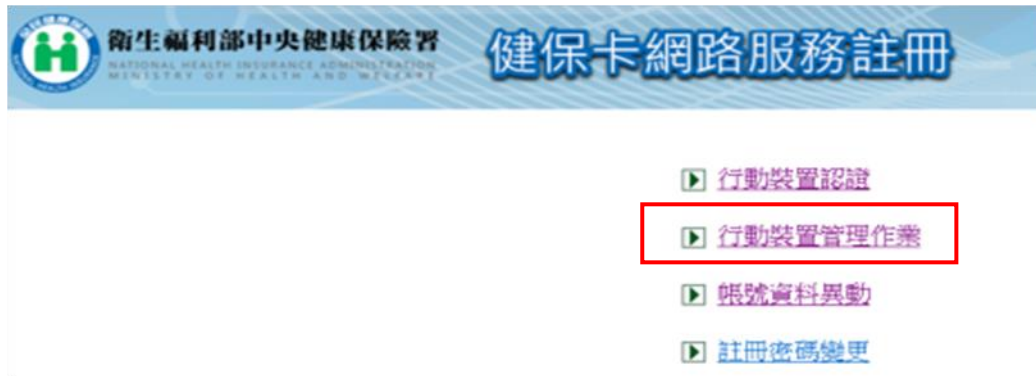 衛生福利部中央健康保險署
NATIONAL HEALTH INSURANCE ADMINISTRATION
MINISTRY OF HEALTH AND WELFARE
健保卡網路服務註冊
行動裝置認證
行動裝置管理作業
帳號資料異動
註冊密碼變更